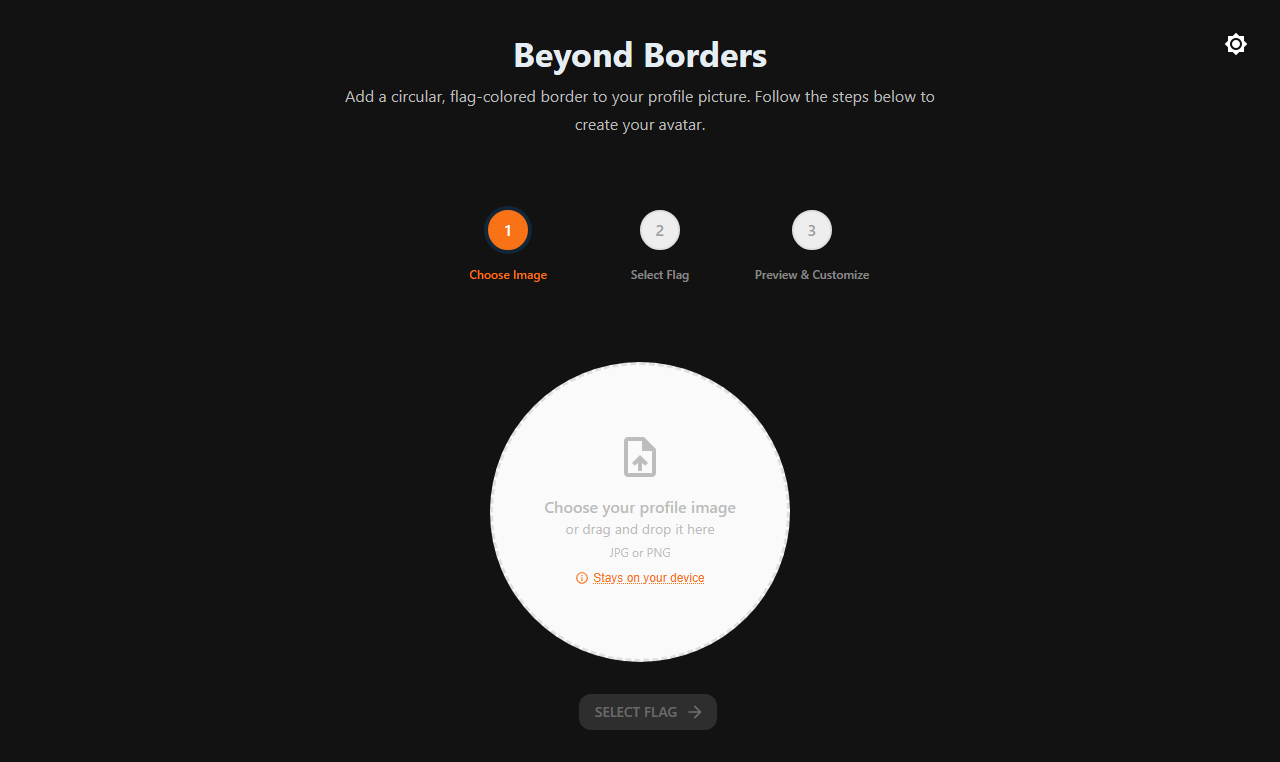 Beyond Borders
Add a circular, flag-colored border to your profile picture. Follow the steps below to
create your avatar.
1
2
3
Choose Image
Select Flag
Preview & Customize
Choose your profile image
or drag and drop it here
JPG or PNG
Stays on your device
SELECT FLAG